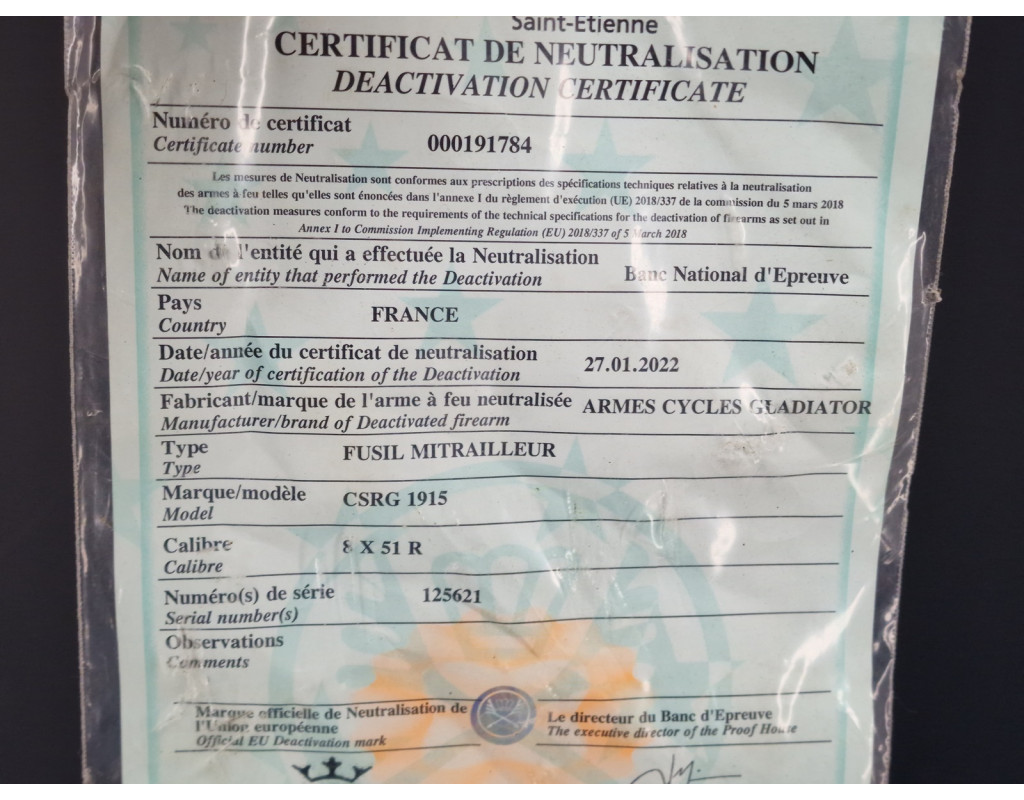 Saint-Etienne
CERTIFICAT DE NEUTRALISATION
DEACTIVATION CERTIFICATE
Numéro de certificat
Certificate number
000191784
Les mesures de Neutralisation sont conformes aux prescriptions des spécifications techniques relatives à la neutralisation
des armes à feu telles qu'elles sont énoncées dans l'annexe I du règlement d'exécution (UE) 2018/337 de la commission du 5 mars 2018
The deactivation measures conform to the requirements of the technical specifications for the deactivation of firearms as set out in
Annex I to Commission Implementing Regulation (EU) 2018/337 of 5 March 2018
Nom de l'entité qui a effectuée la Neutralisation
Name of entity that performed the Deactivation
Banc National d'Epreuve
Pays
Country
FRANCE
Date/année du certificat de neutralisation
Date/year of certification of the Deactivation
27.01.2022
Fabricant/marque de l'arme à feu neutralisée
Manufacturer/brand of Deactivated firearm
ARMES CYCLES GLADIATOR
Type
Type
FUSIL MITRAILLEUR
Marque/modèle
Model
CSRG 1915
Calibre
Calibre
8 X 51 R
Numéro(s) de série
Serial number(s)
125621
Observations
Comments
Marque officielle de Neutralisation de
l'Union européenne
Official EU Deactivation mark
Le directeur du Banc d'Epreuve
The executive director of the Proof House